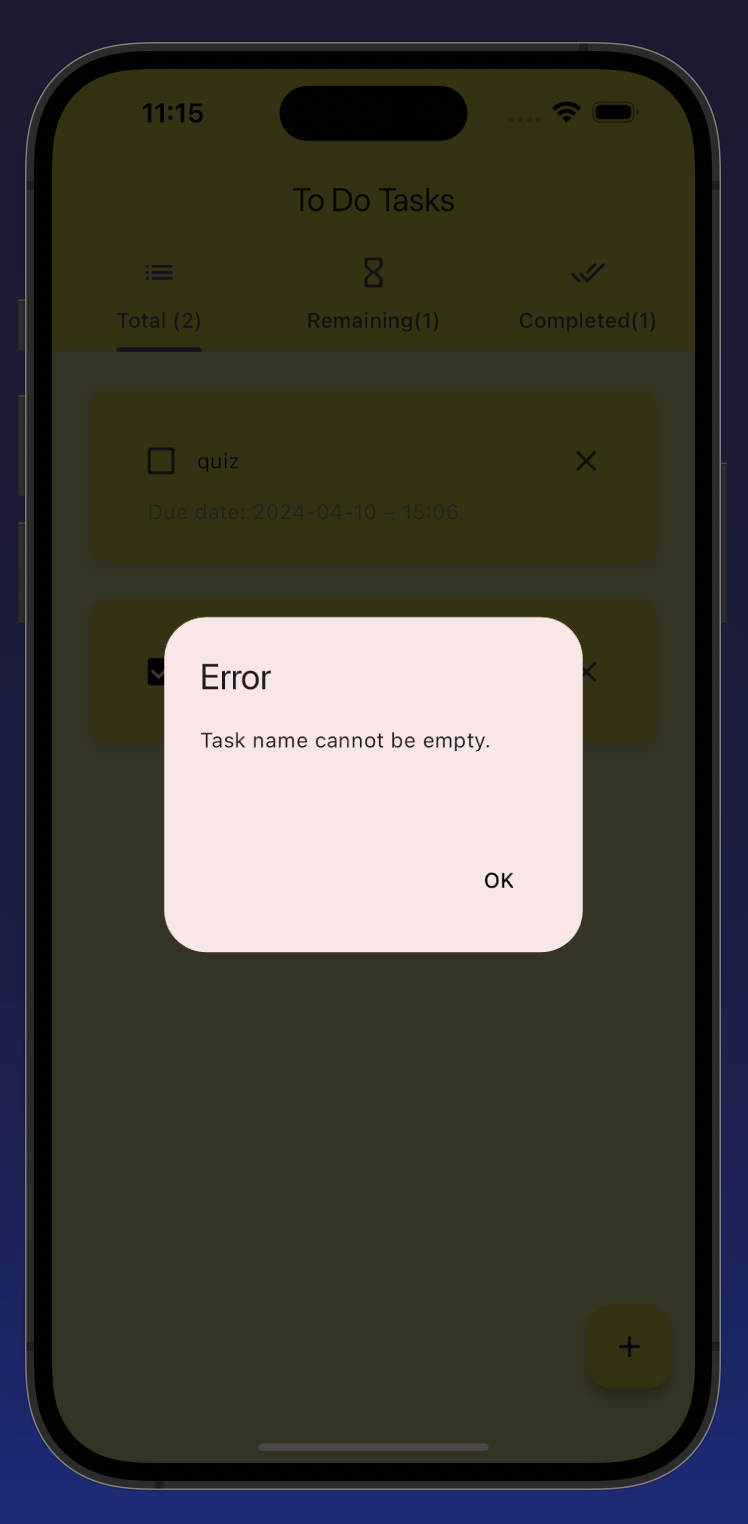 11:15
To Do Tasks
Total (2)
Remaining(1)
Completed(1)
quiz
Due date: 2024-04-10 – 15:06
Error
Task name cannot be empty.
OK